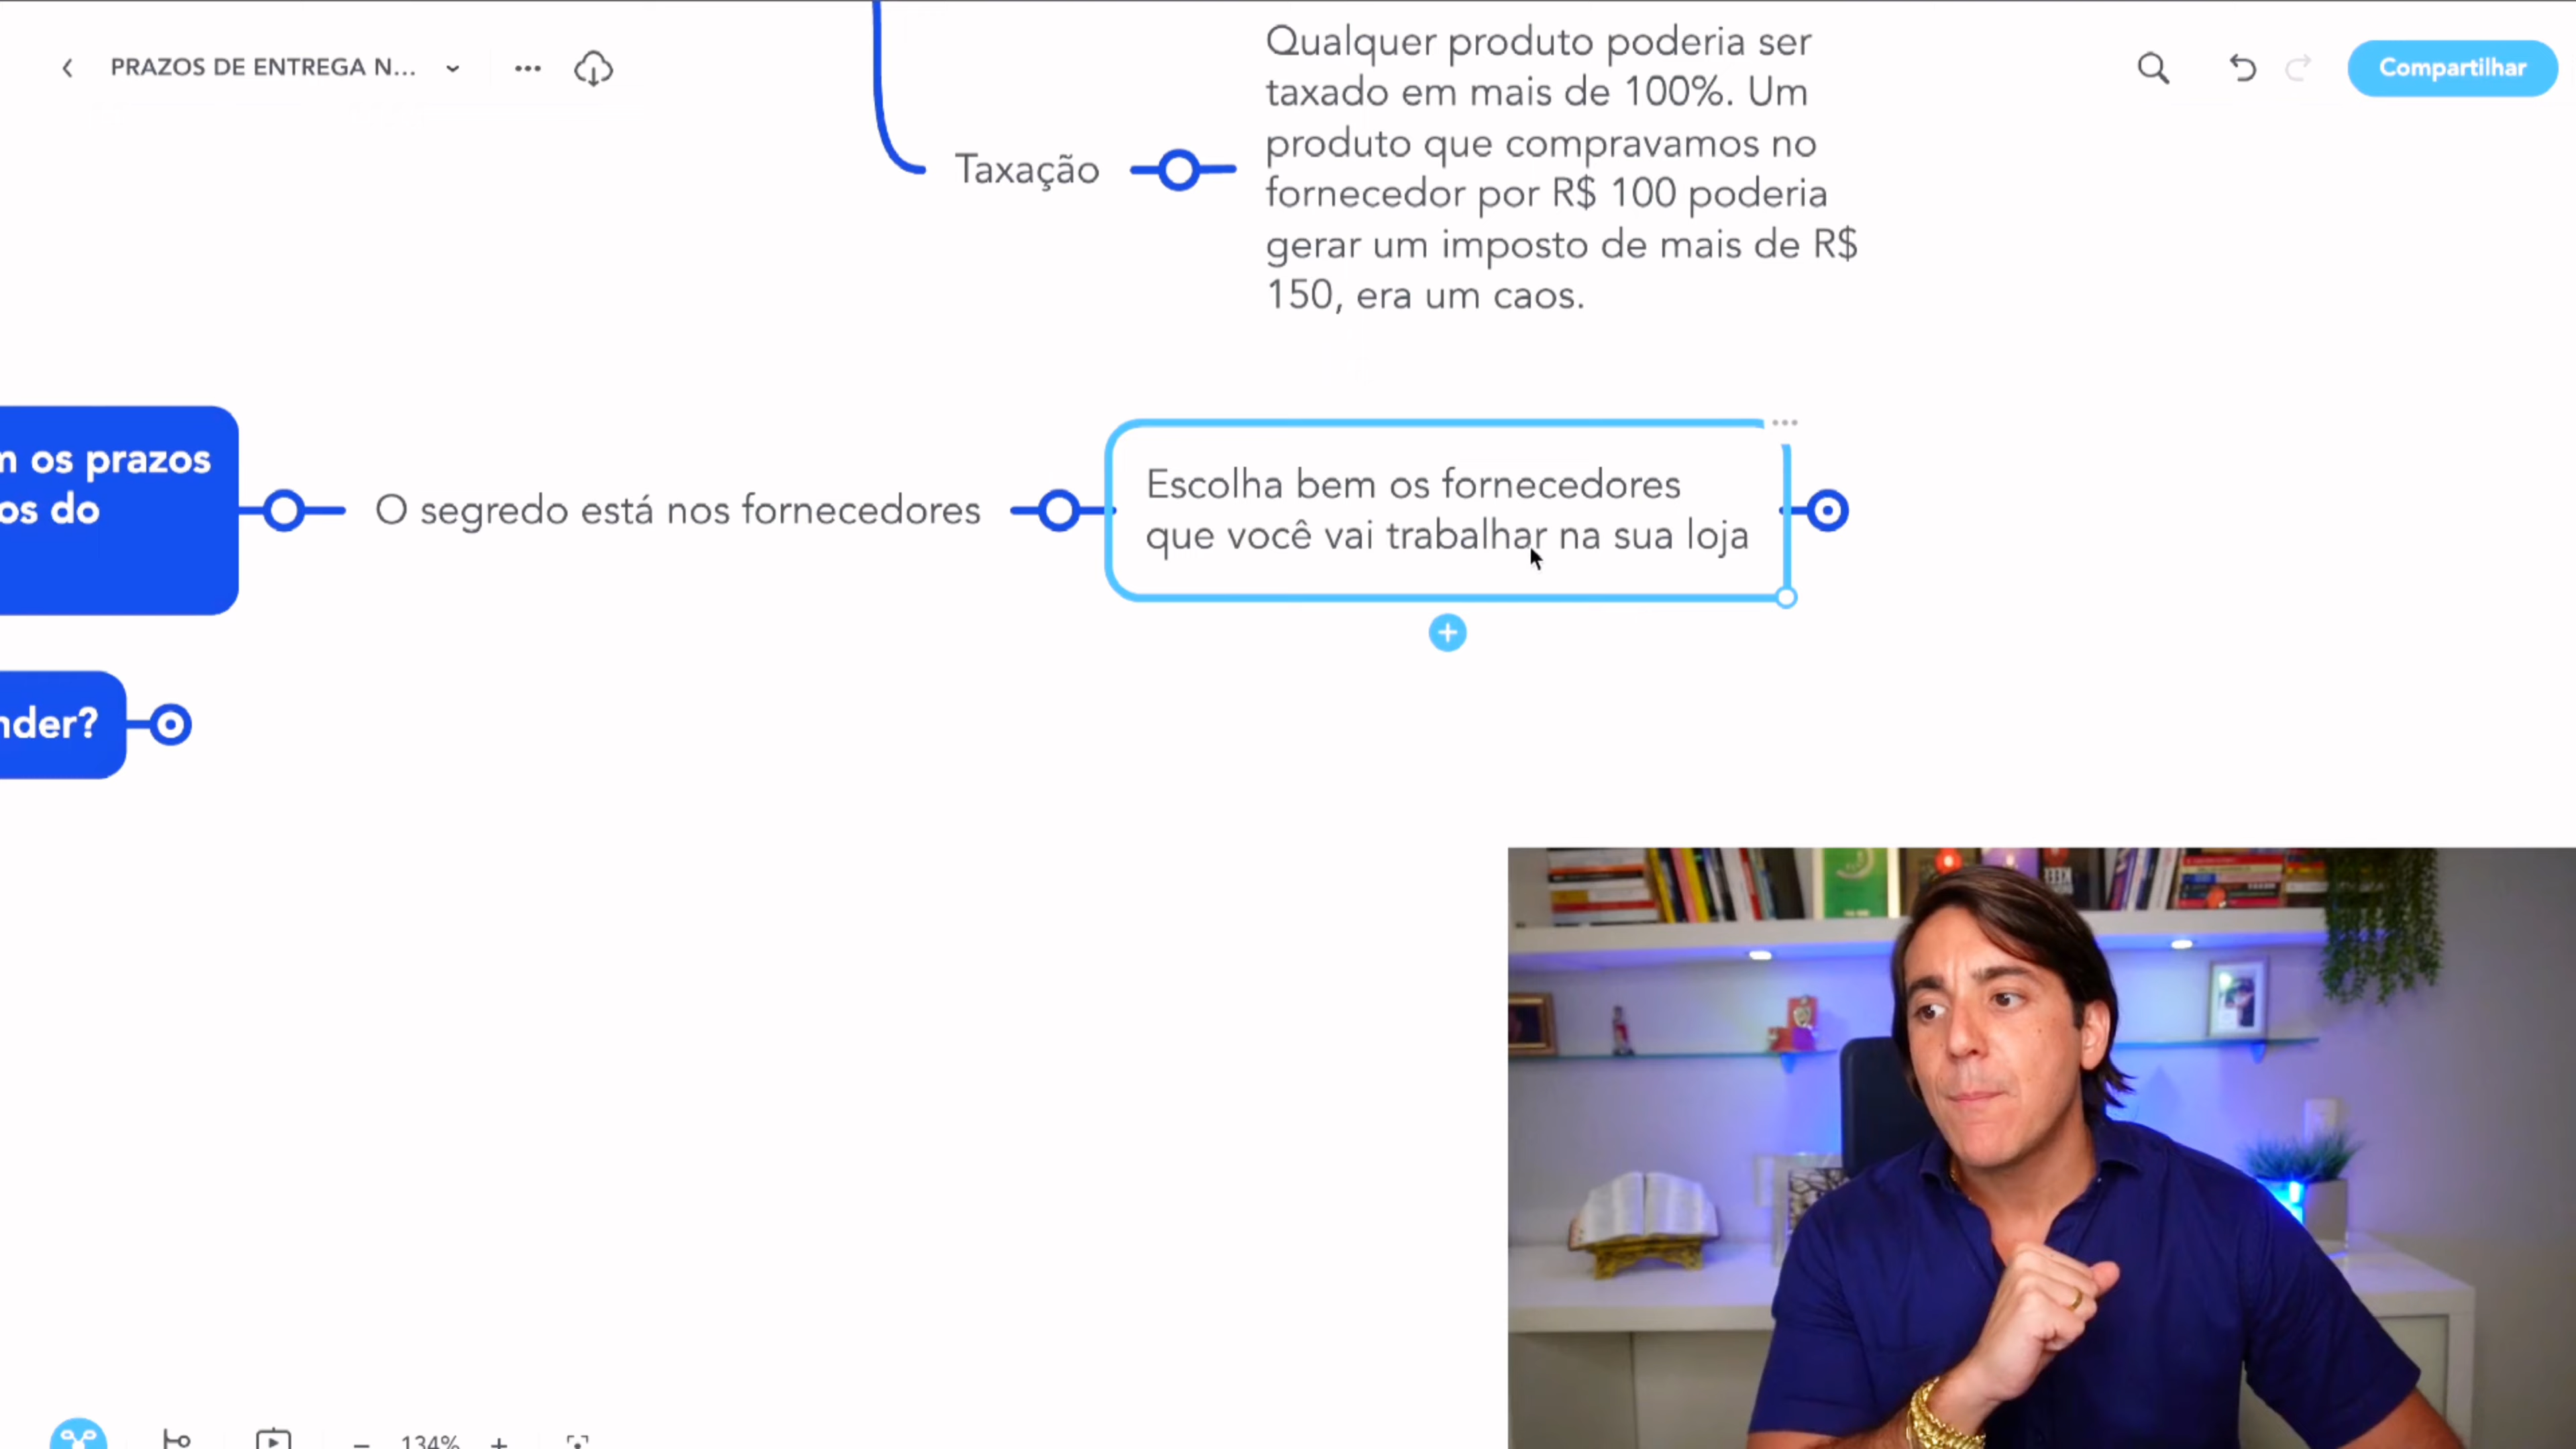 PRAZOS DE ENTREGA N...
Compartilhar
Qualquer produto poderia ser
taxado em mais de 100%. Um
produto que compravamos no
fornecedor por R$ 100 poderia
gerar um imposto de mais de R$
150, era um caos.
Taxação
m os prazos
os do
O segredo está nos fornecedores
Escolha bem os fornecedores
que você vai trabalhar na sua loja
nder?
134%